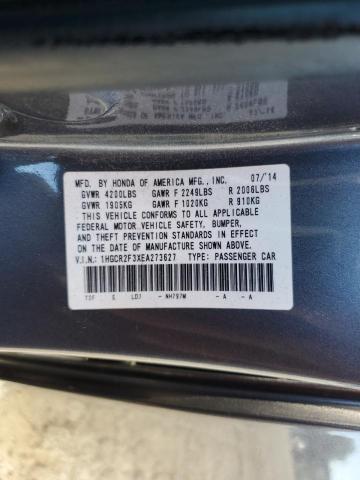 MFD. BY HONDA OF AMERICA MFG., INC. 07/'14
GVWR 4200LBS GAWR F 2249LBS R 2006LBS
GVWR 1905KG GAWR F 1020KG R 910KG
"THIS VEHICLE CONFORMS TO ALL APPLICABLE
FEDERAL MOTOR VEHICLE SAFETY, BUMPER,
AND THEFT PREVENTION STANDARDS IN EFFECT
ON THE DATE OF MANUFACTURE SHOWN ABOVE."
V.I.N.: 1HGCR2F3XEA273627 TYPE: PASSENGER CAR
- NH797M - A - A